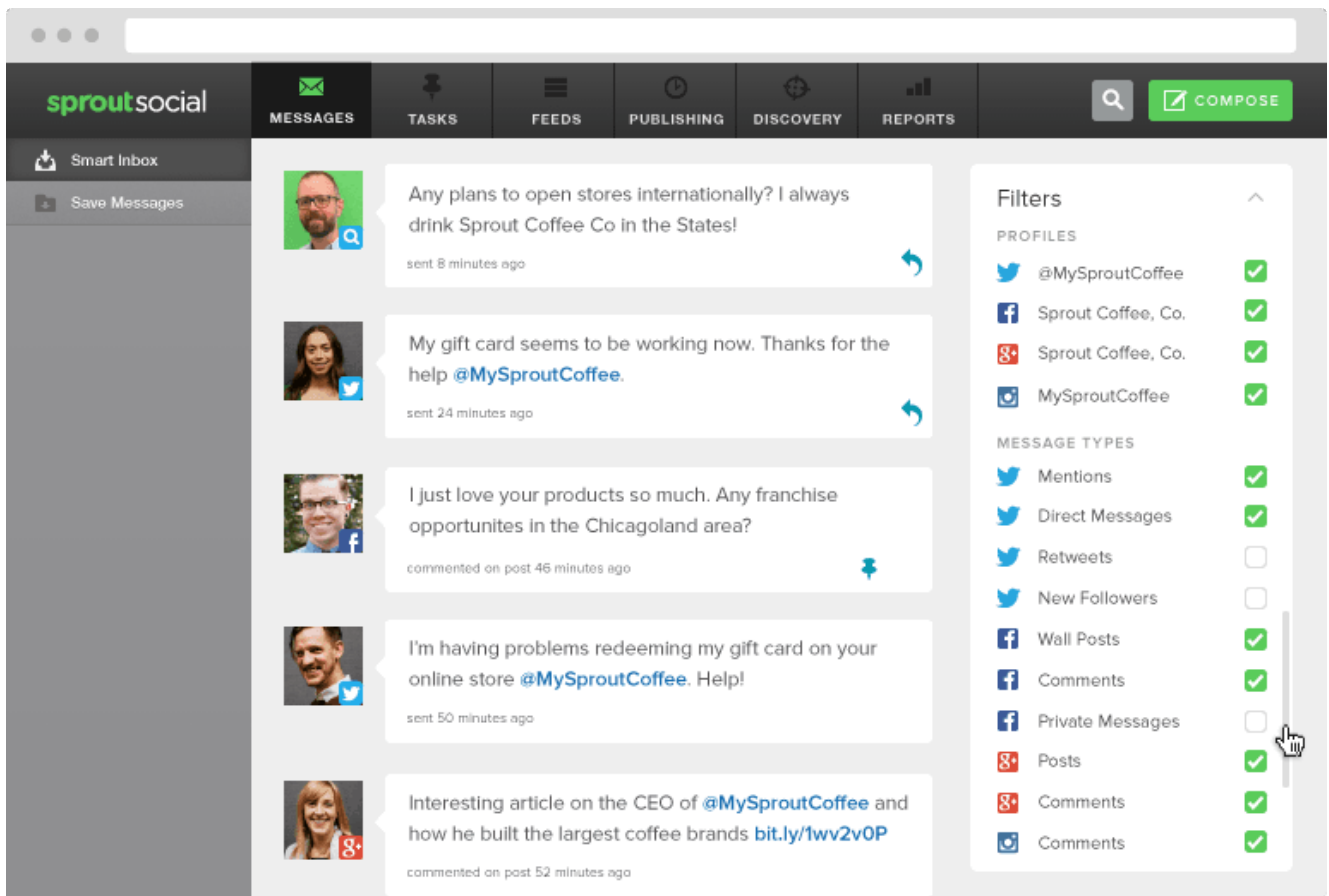 sproutsocial
MESSAGES
TASKS
FEEDS
PUBLISHING
DISCOVERY
REPORTS
COMPOSE
Smart Inbox
Save Messages
Any plans to open stores internationally? I always
drink Sprout Coffee Co in the States!
sent 8 minutes ago
My gift card seems to be working now. Thanks for the
help @MySproutCoffee.
sent 24 minutes ago
I just love your products so much. Any franchise
opportunites in the Chicagoland area?
commented on post 46 minutes ago
I'm having problems redeeming my gift card on your
online store @MySproutCoffee. Help!
sent 50 minutes ago
Interesting article on the CEO of @MySproutCoffee and
how he built the largest coffee brands bit.ly/1wv2v0P
commented on post 52 minutes ago
Filters
PROFILES
@MySproutCoffee
Sprout Coffee, Co.
Sprout Coffee, Co.
MySproutCoffee
MESSAGE TYPES
Mentions
Direct Messages
Retweets
New Followers
Wall Posts
Comments
Private Messages
Posts
Comments
Comments